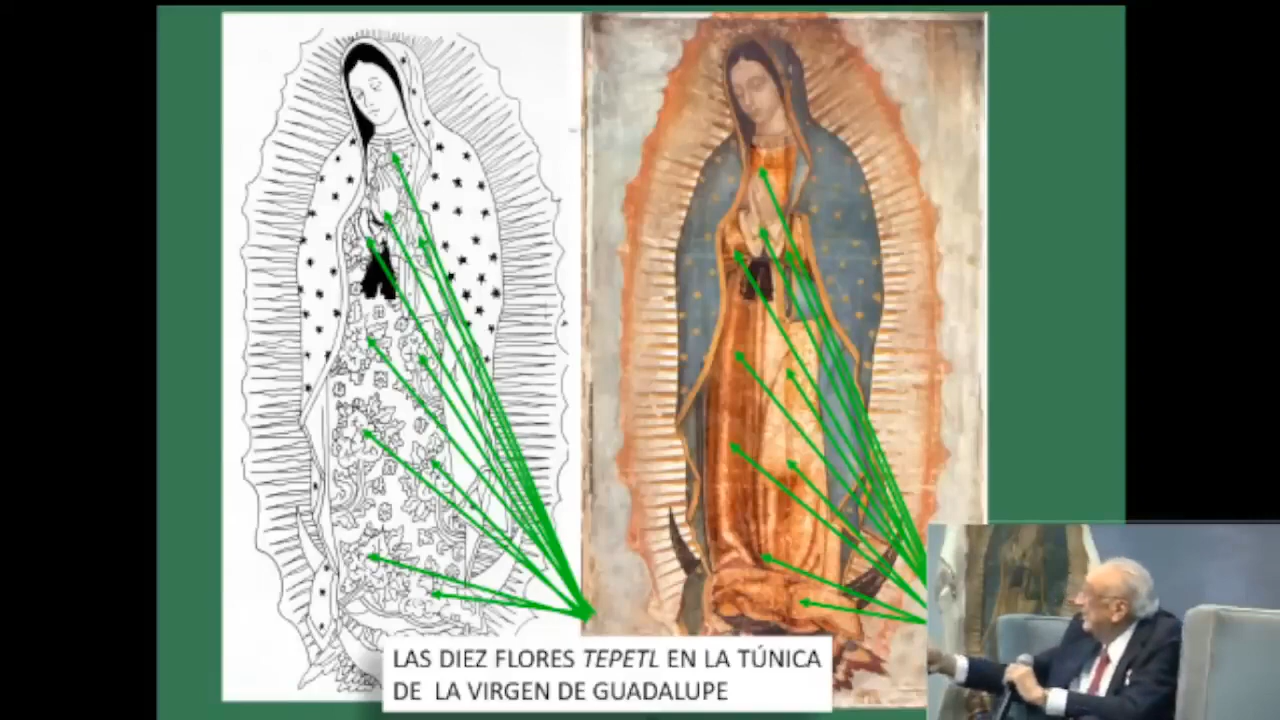 LAS DIEZ FLORES TEPETL EN LA TÚNICA
DE LA VIRGEN DE GUADALUPE